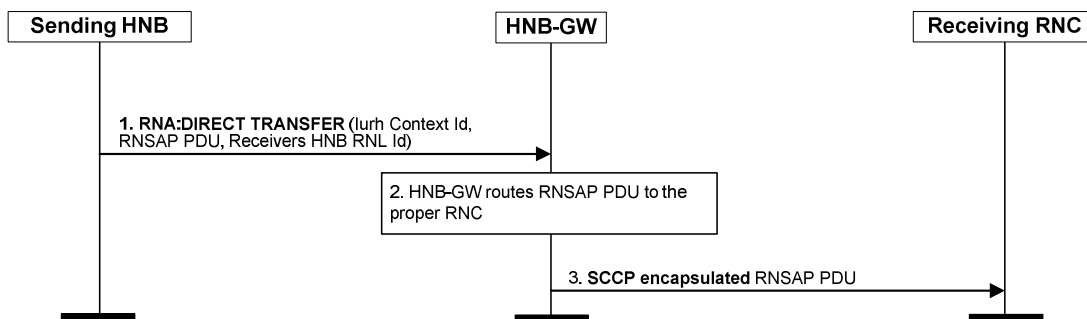 Sending HNB
HNB-GW
Receiving RNC
1. RNA:DIRECT TRANSFER (Iurh Context Id,
RNSAP PDU, Receivers HNB RNL Id)
2. HNB-GW routes RNSAP PDU to the
proper RNC
3. SCCP encapsulated RNSAP PDU